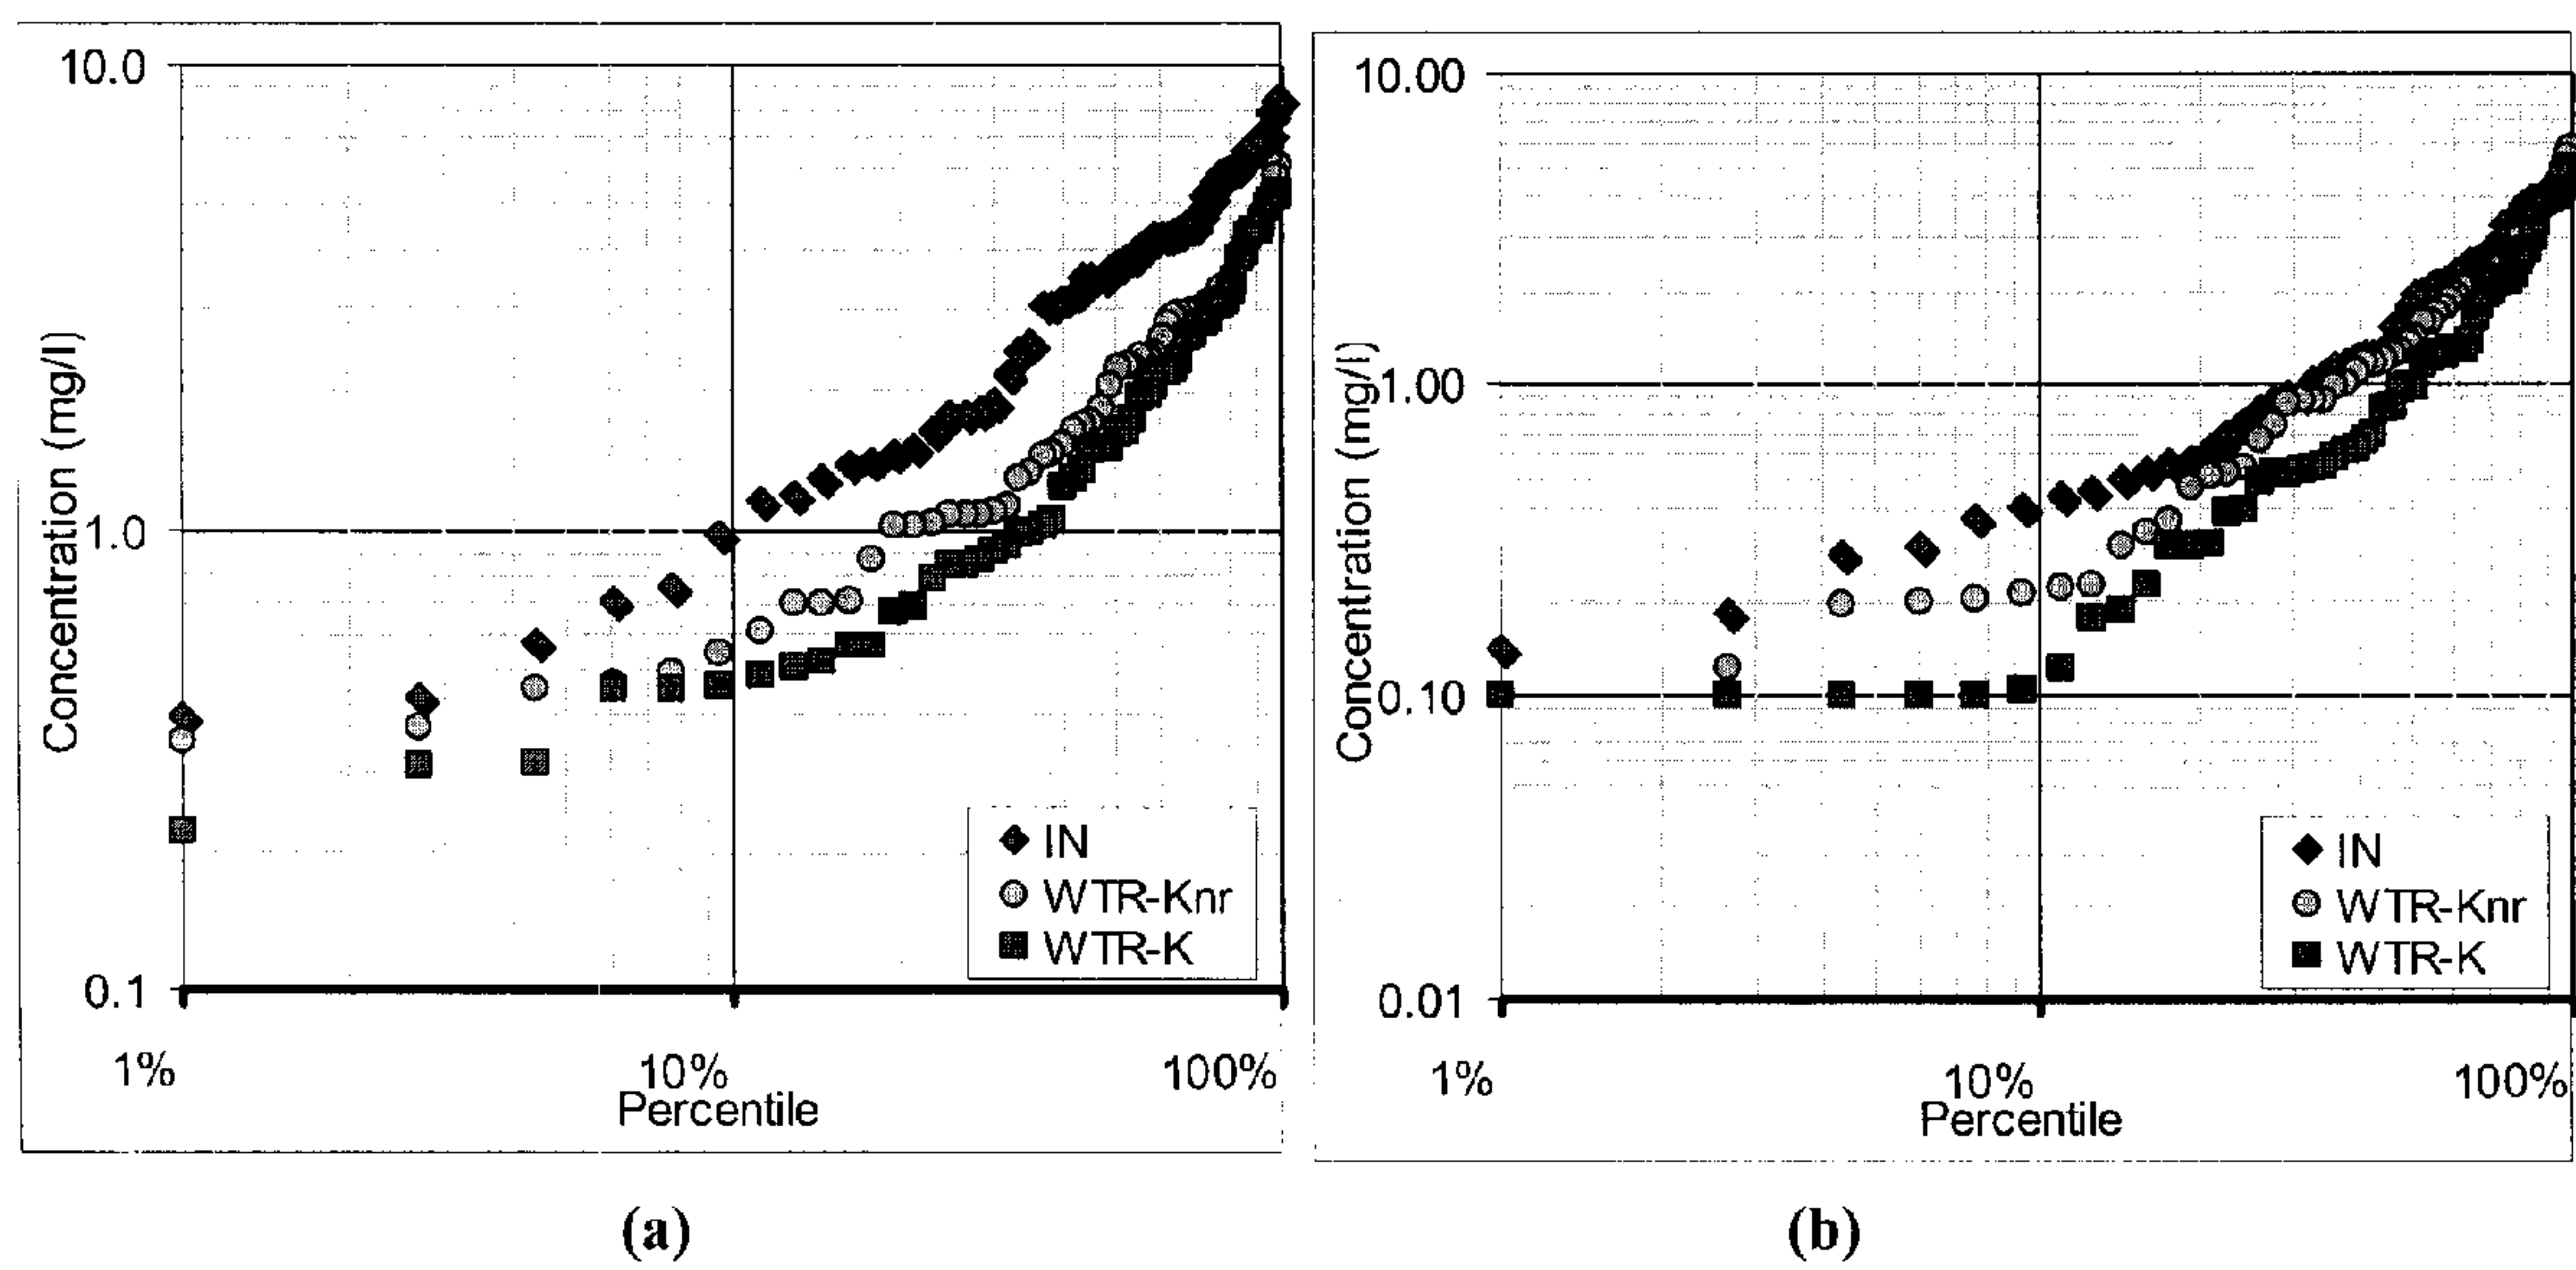 10.0
1.0
0.1
Concentration (mg/l)
1%
10%
100%
Percentile
IN
WTR-Knr
WTR-K
(a)
10.00
1.00
0.10
0.01
Concentration (mg/l)
1%
10%
100%
Percentile
IN
WTR-Knr
WTR-K
(b)